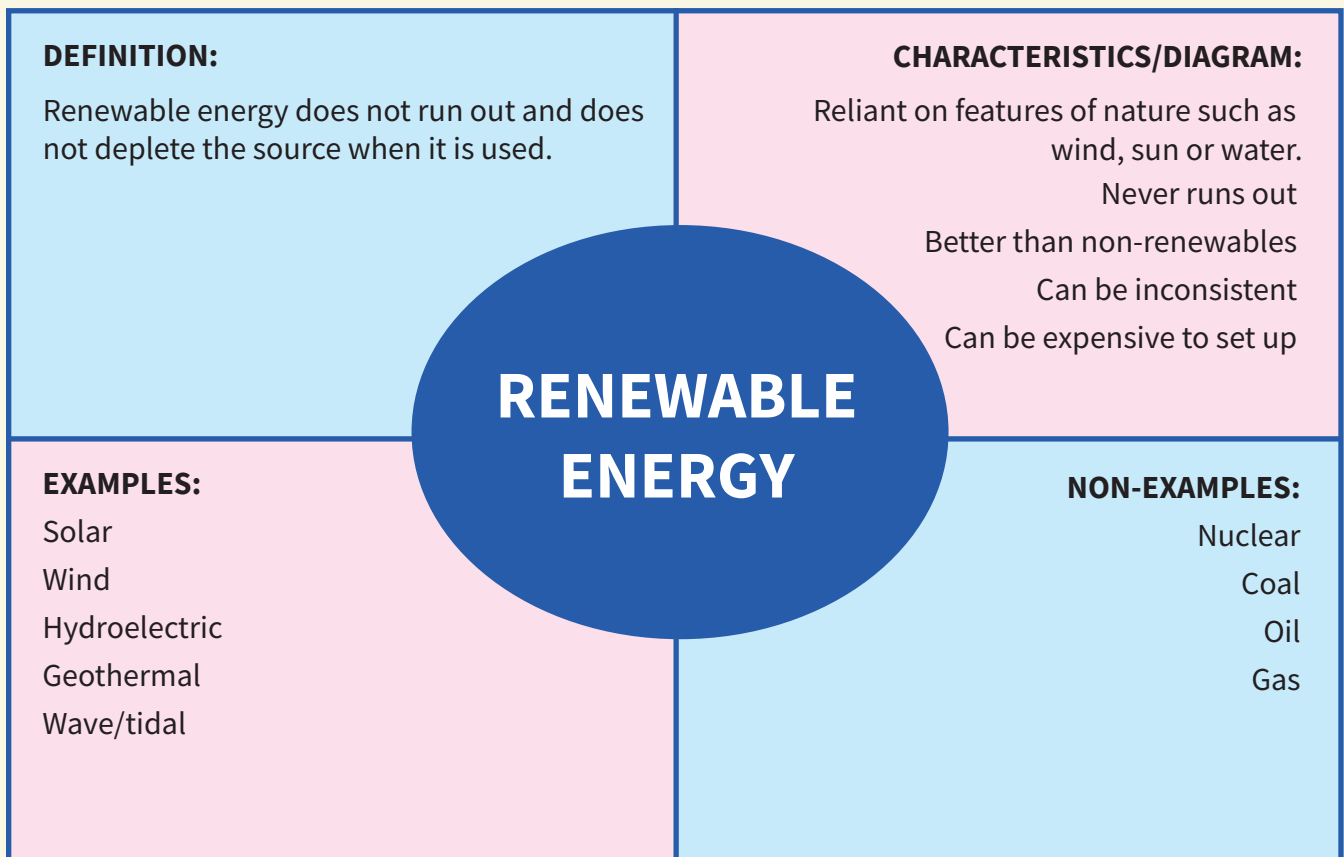 DEFINITION:
Renewable energy does not run out and does
not deplete the source when it is used.
CHARACTERISTICS/DIAGRAM:
Reliant on features of nature such as
wind, sun or water.
Never runs out
Better than non-renewables
Can be inconsistent
Can be expensive to set up
RENEWABLE
ENERGY
EXAMPLES:
Solar
Wind
Hydroelectric
Geothermal
Wave/tidal
NON-EXAMPLES:
Nuclear
Coal
Oil
Gas